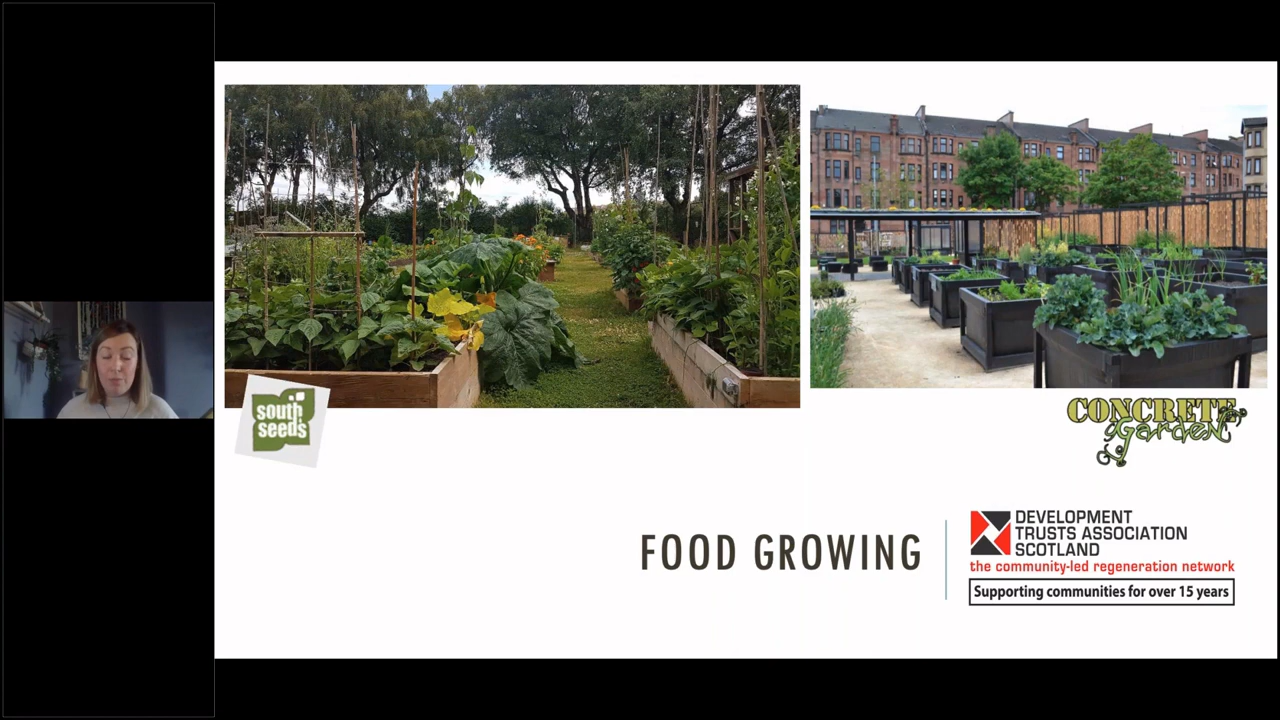 south
seeds
CONCRETE
Garden
FOOD GROWING
DEVELOPMENT
TRUSTS ASSOCIATION
SCOTLAND
the community-led regeneration network
Supporting communities for over 15 years